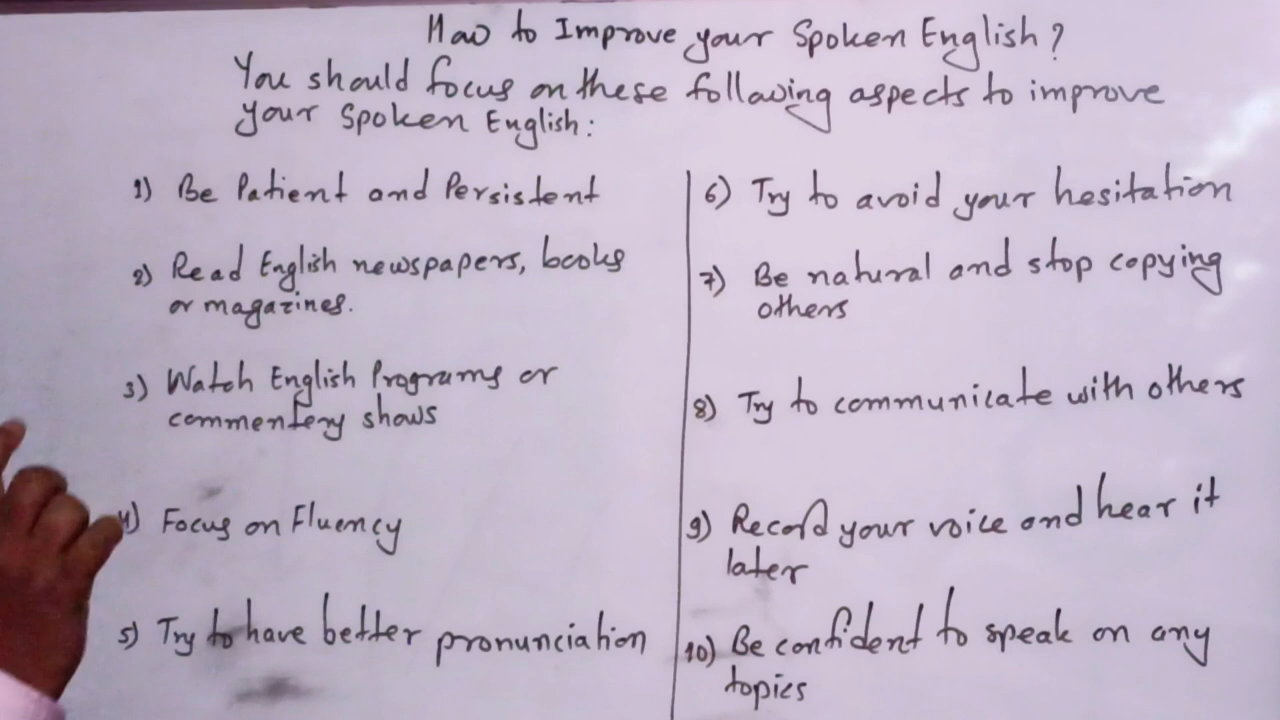 How to Improve your Spoken English?
You should focus on these following aspects to improve
your Spoken English:
1) Be Patient and Persistent
2) Read English newspapers, books
or magazines.
3) Watch English Programs or
commentery shows
4) Focus on Fluency
5) Try to have better pronunciation
6) Try to avoid your hesitation
7) Be natural and stop copying
others
8) Try to communicate with others
9) Record your voice and hear it
later
10) Be confident to speak on any
topics